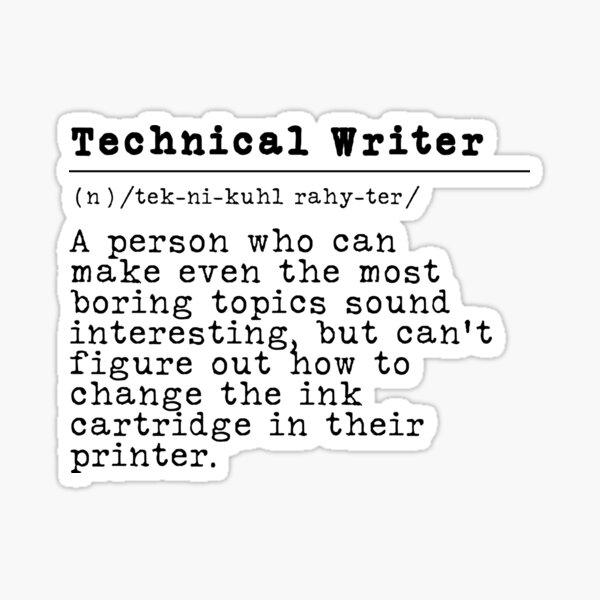 Technical Writer
(n)/tek-ni-kuhl rahy-ter/
A person who can
make even the most
boring topics sound
interesting, but can't
figure out how to
change the ink
cartridge in their
printer.